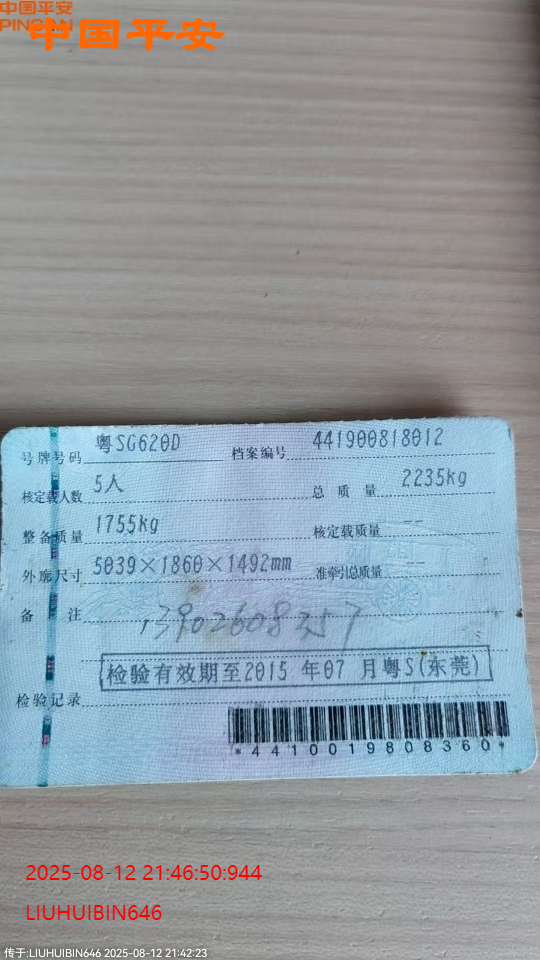 中国平安
PINGAN
中国平安
号牌号码 粤SG620D 档案编号 441900818012
核定载人数 5人 总质量 2235kg
整备质量 1755kg 核定载质量 --
外廓尺寸 5039×1860×1492mm 准牵引总质量 --
备注 13902608357
检验有效期至2015 年07 月粤S(东莞)
检验记录
*4410019808360*
2025-08-12 21:46:50:944
LIUHUIBIN646
传于:LIUHUIBIN646 2025-08-12 21:42:23